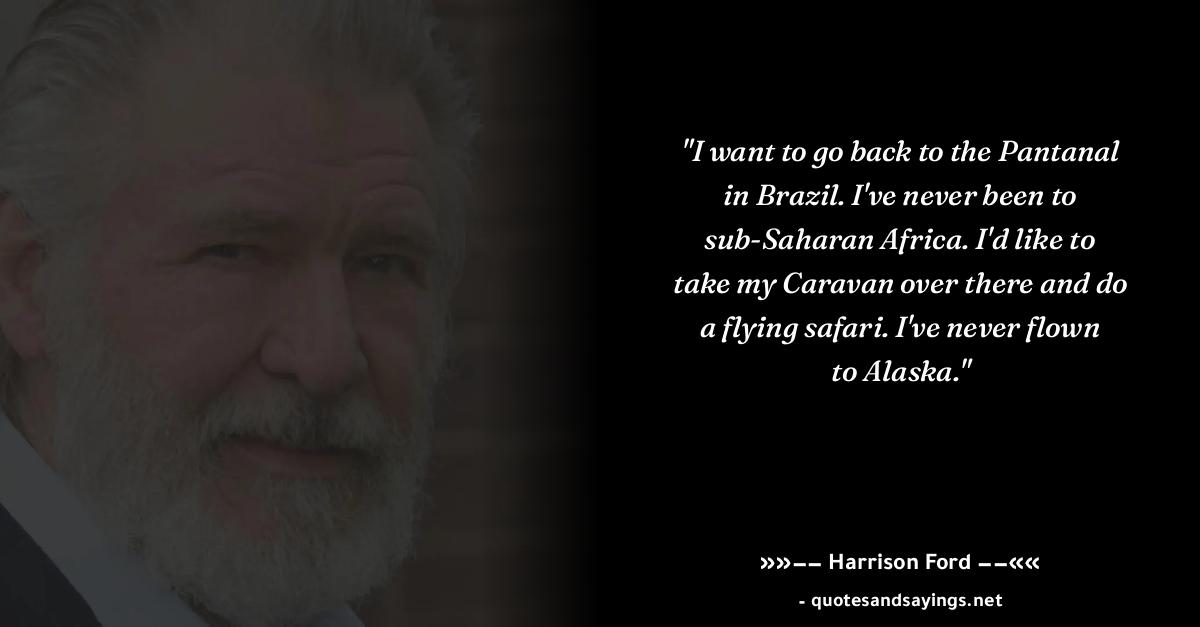 "I want to go back to the Pantanal
in Brazil. I've never been to
sub-Saharan Africa. I'd like to
take my Caravan over there and do
a flying safari. I've never flown
to Alaska."
»»–– Harrison Ford ––««
- quotesandsayings.net